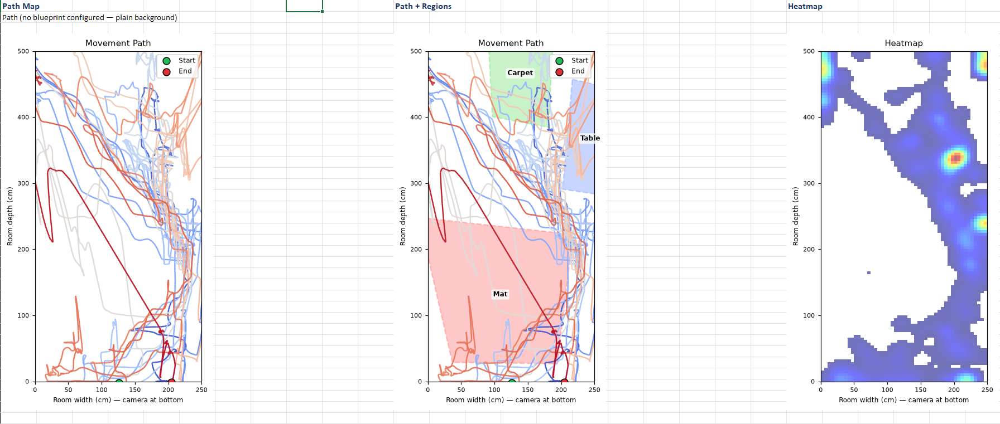 Path Map
Path + Regions
Heatmap
Path (no blueprint configured — plain background)
Movement Path
500
400
300
200
100
0
0
50
100
150
200
250
Room depth (cm)
Room width (cm) — camera at bottom
Start
End
Movement Path
500
400
300
200
100
0
0
50
100
150
200
250
Room depth (cm)
Room width (cm) — camera at bottom
Start
End
Carpet
Table
Mat
Heatmap
500
400
300
200
100
0
0
50
100
150
200
250
Room depth (cm)
Room width (cm) — camera at bottom